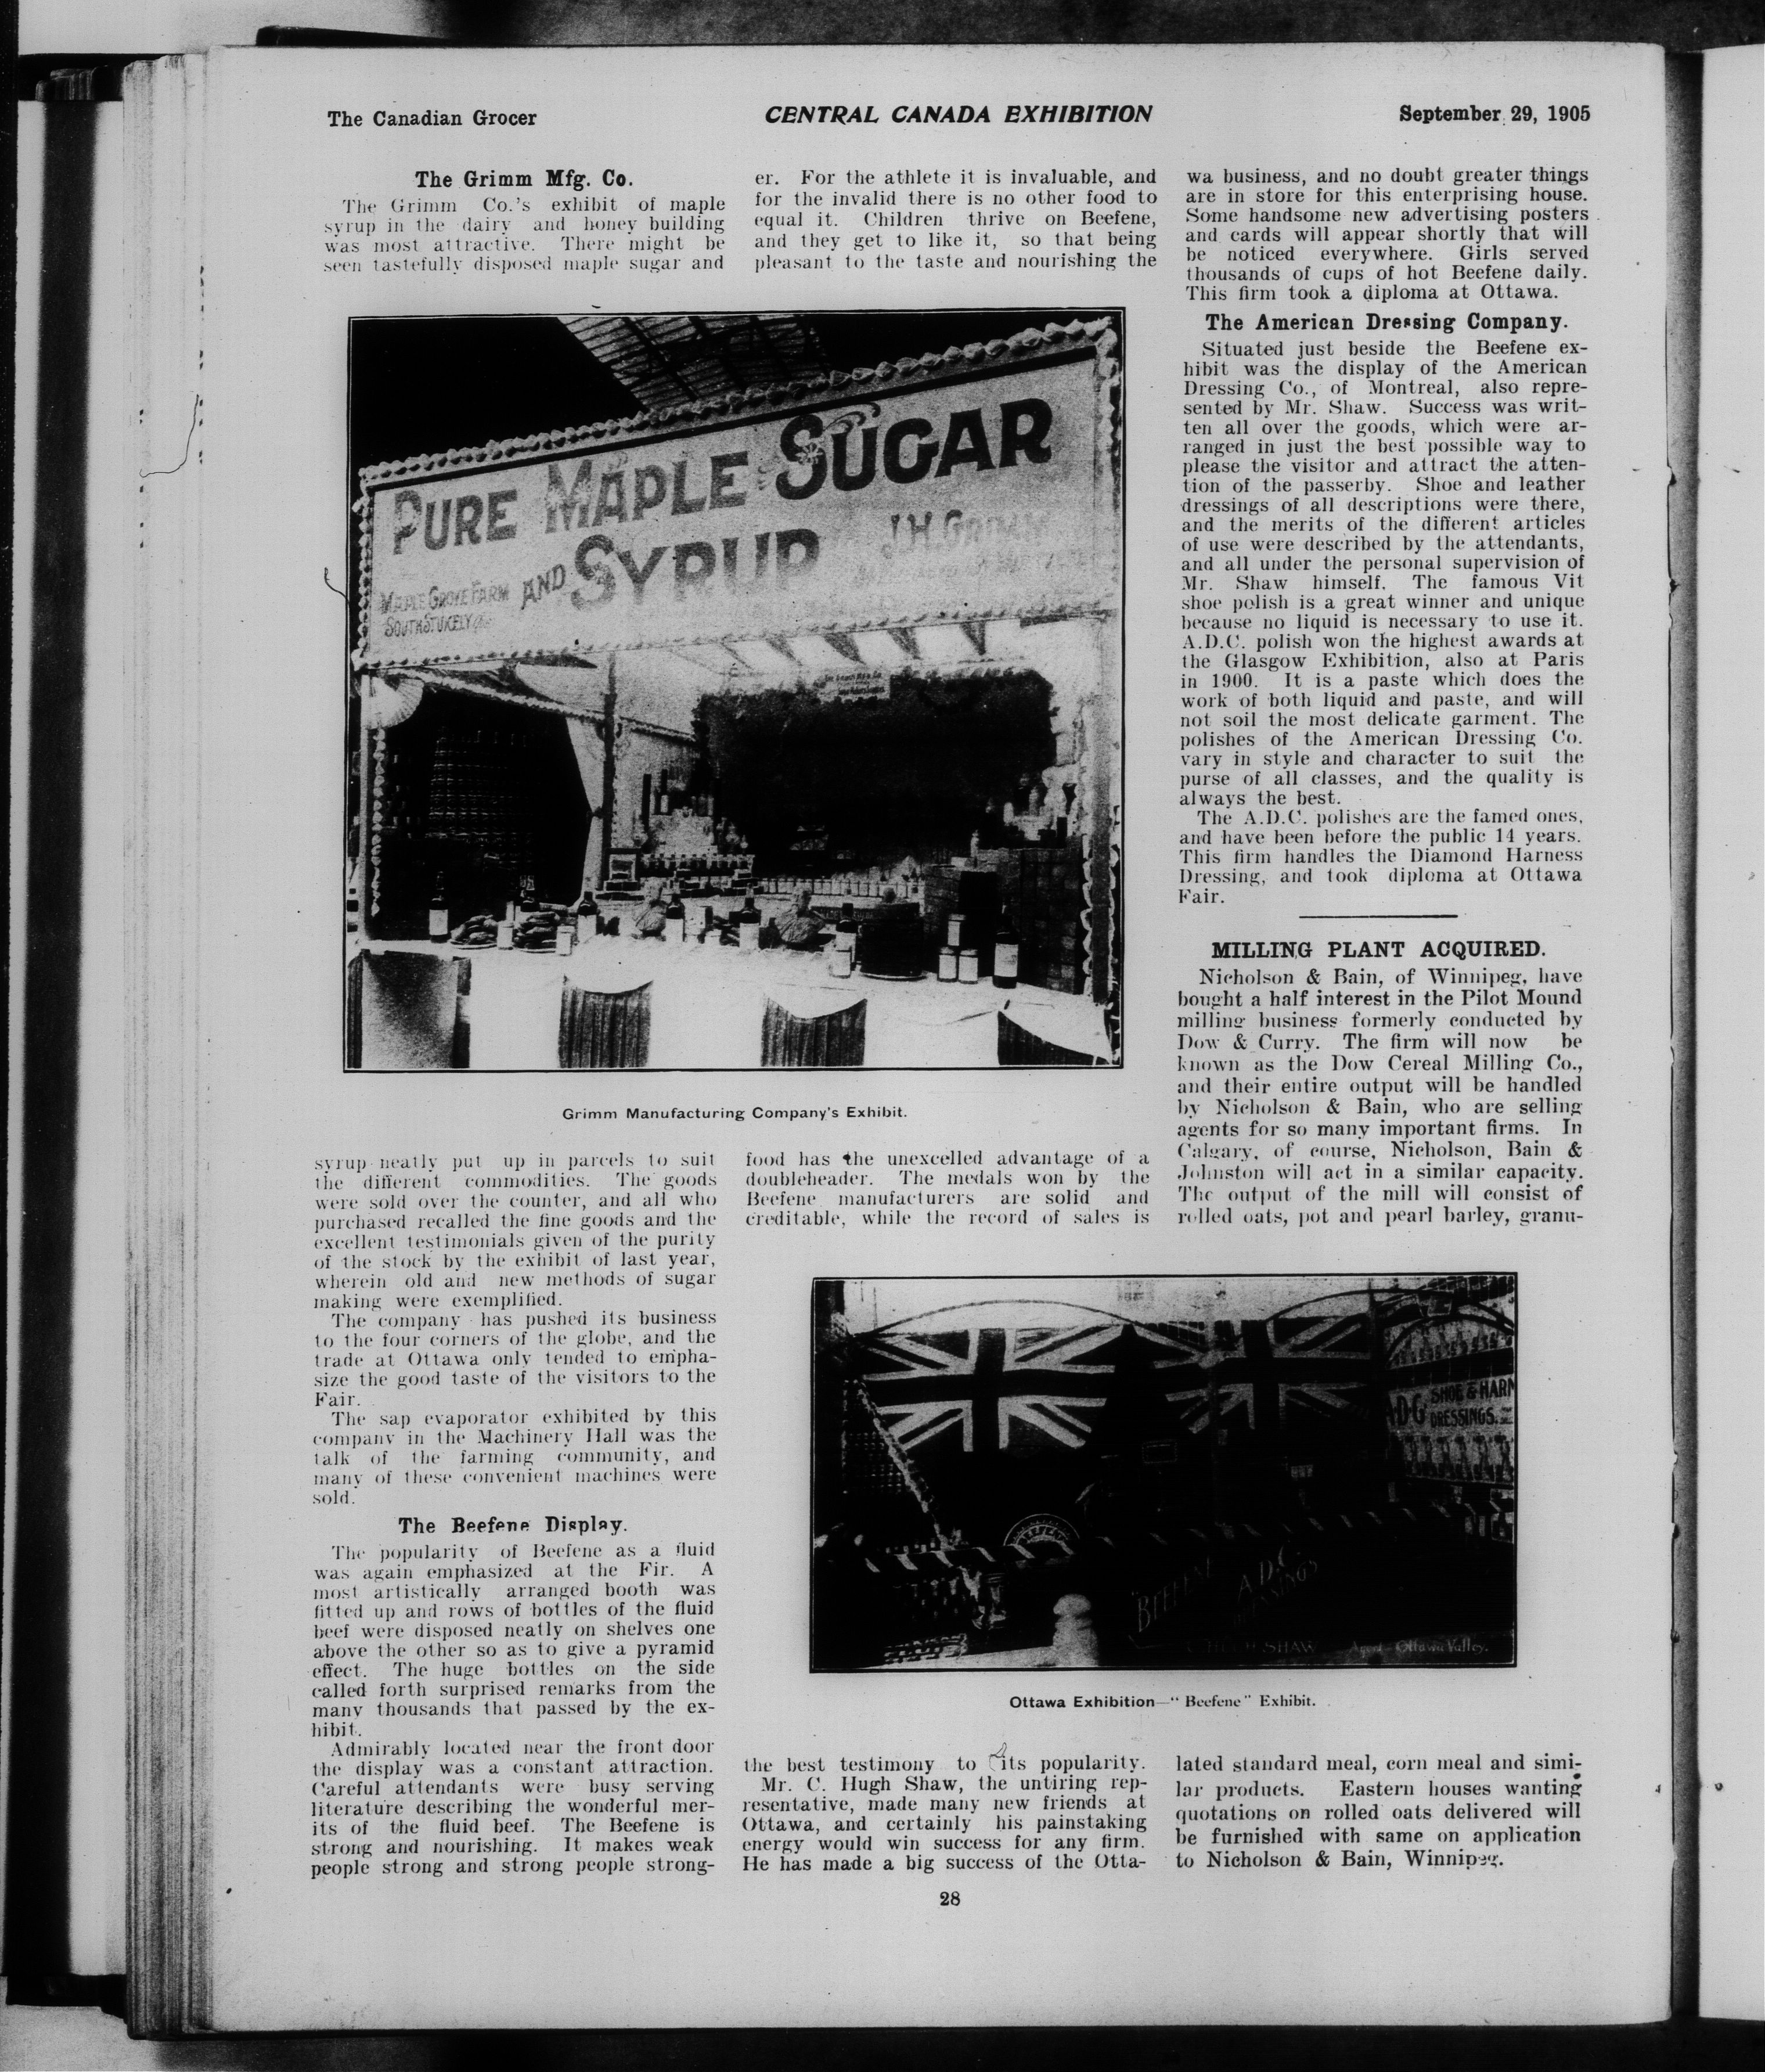 The Canadian Grocer
CENTRAL CANADA EXHIBITION
September 29, 1905
The Grimm Mfg. Co.
The Grimm Co.'s exhibit of maple
syrup in the dairy and honey building
was most attractive. There might be
seen tastefully disposed maple sugar and
PURE MAPLE SUGAR
AND SYRUP
J.H. GRIMM
MAPLE GROVE FARM
SOUTH STUKELY
Grimm Manufacturing Company's Exhibit.
syrup neatly put up in parcels to suit
the different commodities. The goods
were sold over the counter, and all who
purchased recalled the fine goods and the
excellent testimonials given of the purity
of the stock by the exhibit of last year,
wherein old and new methods of sugar
making were exemplified.
The company has pushed its business
to the four corners of the globe, and the
trade at Ottawa only tended to empha-
size the good taste of the visitors to the
Fair.
The sap evaporator exhibited by this
company in the Machinery Hall was the
talk of the farming community, and
many of these convenient machines were
sold.
The Beefene Display.
The popularity of Beefene as a fluid
was again emphasized at the Fir. A
most artistically arranged booth was
fitted up and rows of bottles of the fluid
beef were disposed neatly on shelves one
above the other so as to give a pyramid
effect. The huge bottles on the side
called forth surprised remarks from the
many thousands that passed by the ex-
hibit.
Admirably located near the front door
the display was a constant attraction.
Careful attendants were busy serving
literature describing the wonderful mer-
its of the fluid beef. The Beefene is
strong and nourishing. It makes weak
people strong and strong people strong-
er. For the athlete it is invaluable, and
for the invalid there is no other food to
equal it. Children thrive on Beefene,
and they get to like it, so that being
pleasant to the taste and nourishing the
food has the unexcelled advantage of a
doubleheader. The medals won by the
Beefene manufacturers are solid and
creditable, while the record of sales is
A.D.C. SHOE & HARN
DRESSINGS.
BEEFENE
A.D.C.
DRESSINGS
C. HUGH SHAW Agent - Ottawa Valley.
Ottawa Exhibition—"Beefene" Exhibit.
the best testimony to its popularity.
Mr. C. Hugh Shaw, the untiring rep-
resentative, made many new friends at
Ottawa, and certainly his painstaking
energy would win success for any firm.
He has made a big success of the Otta-
wa business, and no doubt greater things
are in store for this enterprising house.
Some handsome new advertising posters
and cards will appear shortly that will
be noticed everywhere. Girls served
thousands of cups of hot Beefene daily.
This firm took a diploma at Ottawa.
The American Dressing Company.
Situated just beside the Beefene ex-
hibit was the display of the American
Dressing Co., of Montreal, also repre-
sented by Mr. Shaw. Success was writ-
ten all over the goods, which were ar-
ranged in just the best possible way to
please the visitor and attract the atten-
tion of the passerby. Shoe and leather
dressings of all descriptions were there,
and the merits of the different articles
of use were described by the attendants,
and all under the personal supervision of
Mr. Shaw himself. The famous Vit
shoe polish is a great winner and unique
because no liquid is necessary to use it.
A.D.C. polish won the highest awards at
the Glasgow Exhibition, also at Paris
in 1900. It is a paste which does the
work of both liquid and paste, and will
not soil the most delicate garment. The
polishes of the American Dressing Co.
vary in style and character to suit the
purse of all classes, and the quality is
always the best.
The A.D.C. polishes are the famed ones,
and have been before the public 14 years.
This firm handles the Diamond Harness
Dressing, and took diploma at Ottawa
Fair.
MILLING PLANT ACQUIRED.
Nicholson & Bain, of Winnipeg, have
bought a half interest in the Pilot Mound
milling business formerly conducted by
Dow & Curry. The firm will now be
known as the Dow Cereal Milling Co.,
and their entire output will be handled
by Nicholson & Bain, who are selling
agents for so many important firms. In
Calgary, of course, Nicholson, Bain &
Johnston will act in a similar capacity.
The output of the mill will consist of
rolled oats, pot and pearl barley, granu-
lated standard meal, corn meal and simi-
lar products. Eastern houses wanting
quotations on rolled oats delivered will
be furnished with same on application
to Nicholson & Bain, Winnipeg.
28